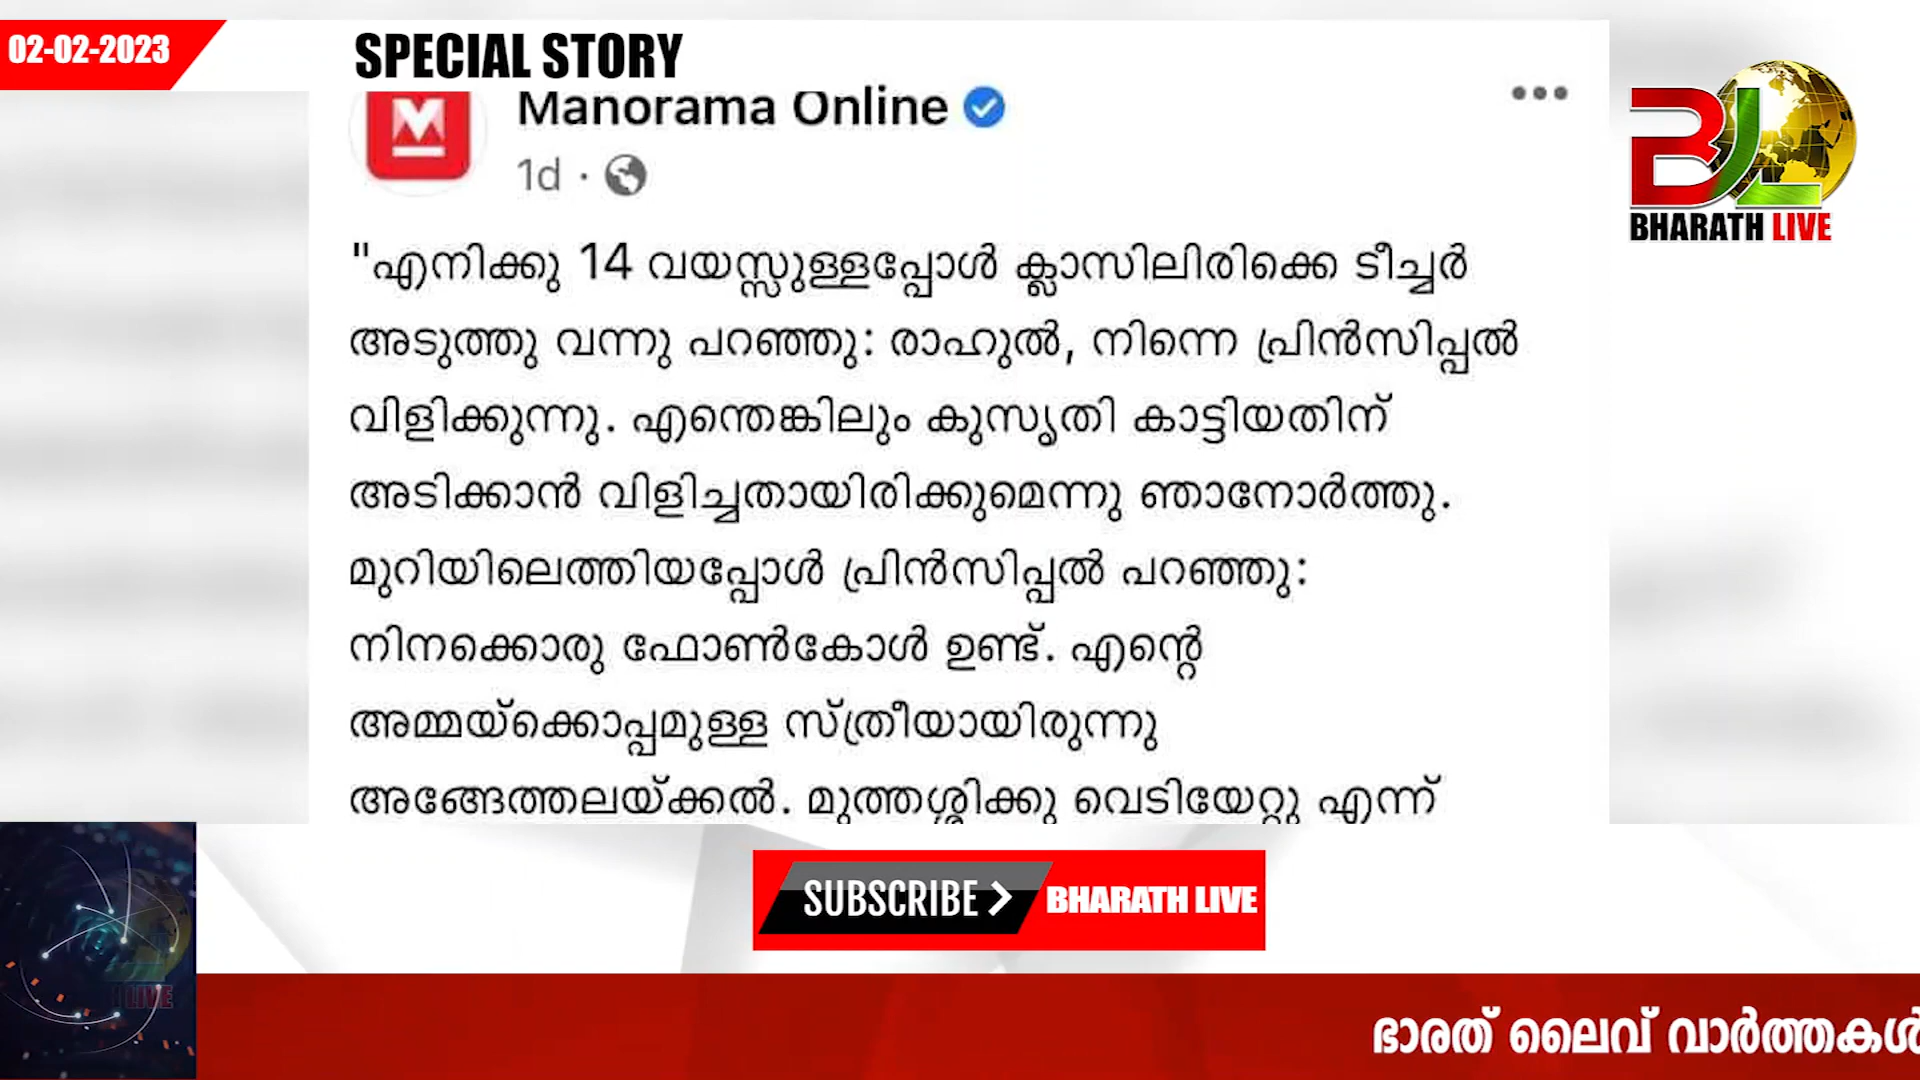 02-02-2023
SPECIAL STORY
Manorama Online
1d ·
"എനിക്കു 14 വയസ്സുള്ളപ്പോൾ ക്ലാസിലിരിക്കെ ടീച്ചർ
അടുത്തു വന്നു പറഞ്ഞു: രാഹുൽ, നിന്നെ പ്രിൻസിപ്പൽ
വിളിക്കുന്നു. എന്തെങ്കിലും കുസൃതി കാട്ടിയതിന്
അടിക്കാൻ വിളിച്ചതായിരിക്കുമെന്നു ഞാനോർത്തു.
മുറിയിലെത്തിയപ്പോൾ പ്രിൻസിപ്പൽ പറഞ്ഞു:
നിനക്കൊരു ഫോൺകോൾ ഉണ്ട്. എന്റെ
അമ്മയ്ക്കൊപ്പമുള്ള സ്ത്രീയായിരുന്നു
അങ്ങേത്തലയ്ക്കൽ. മുത്തശ്ശിക്കു വെടിയേറ്റു എന്ന്
BL
BHARATH LIVE
SUBSCRIBE > BHARATH LIVE
LIVE
ഭാരത് ലൈവ് വാർത്തകൾ